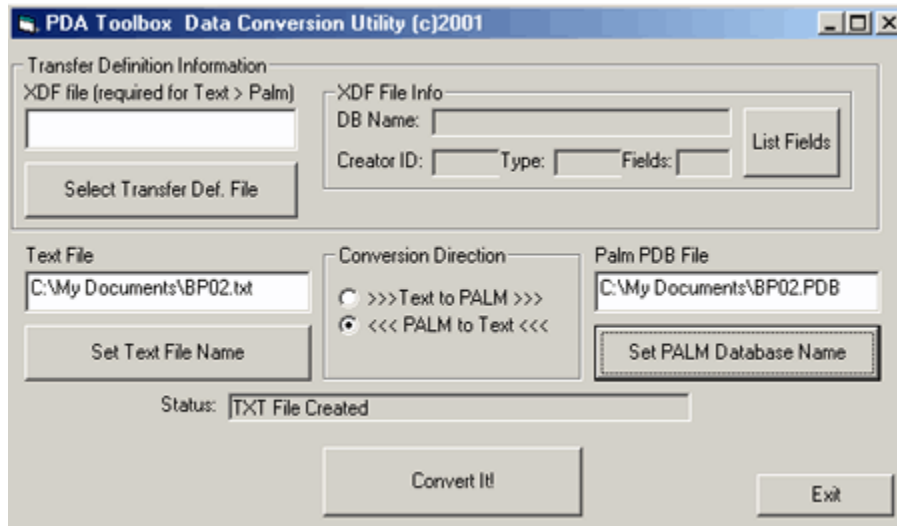 PDA Toolbox  Data Conversion Utility (c)2001
Transfer Definition Information
XDF file (required for Text > Palm)
XDF File Info
DB Name:
Creator ID:
Type:
Fields:
List Fields
Select Transfer Def. File
Text File
C:\My Documents\BP02.txt
Set Text File Name
Conversion Direction
>>>Text to PALM >>>
<<< PALM to Text <<<
Palm PDB File
C:\My Documents\BP02.PDB
Set PALM Database Name
Status:
TXT File Created
Convert It!
Exit